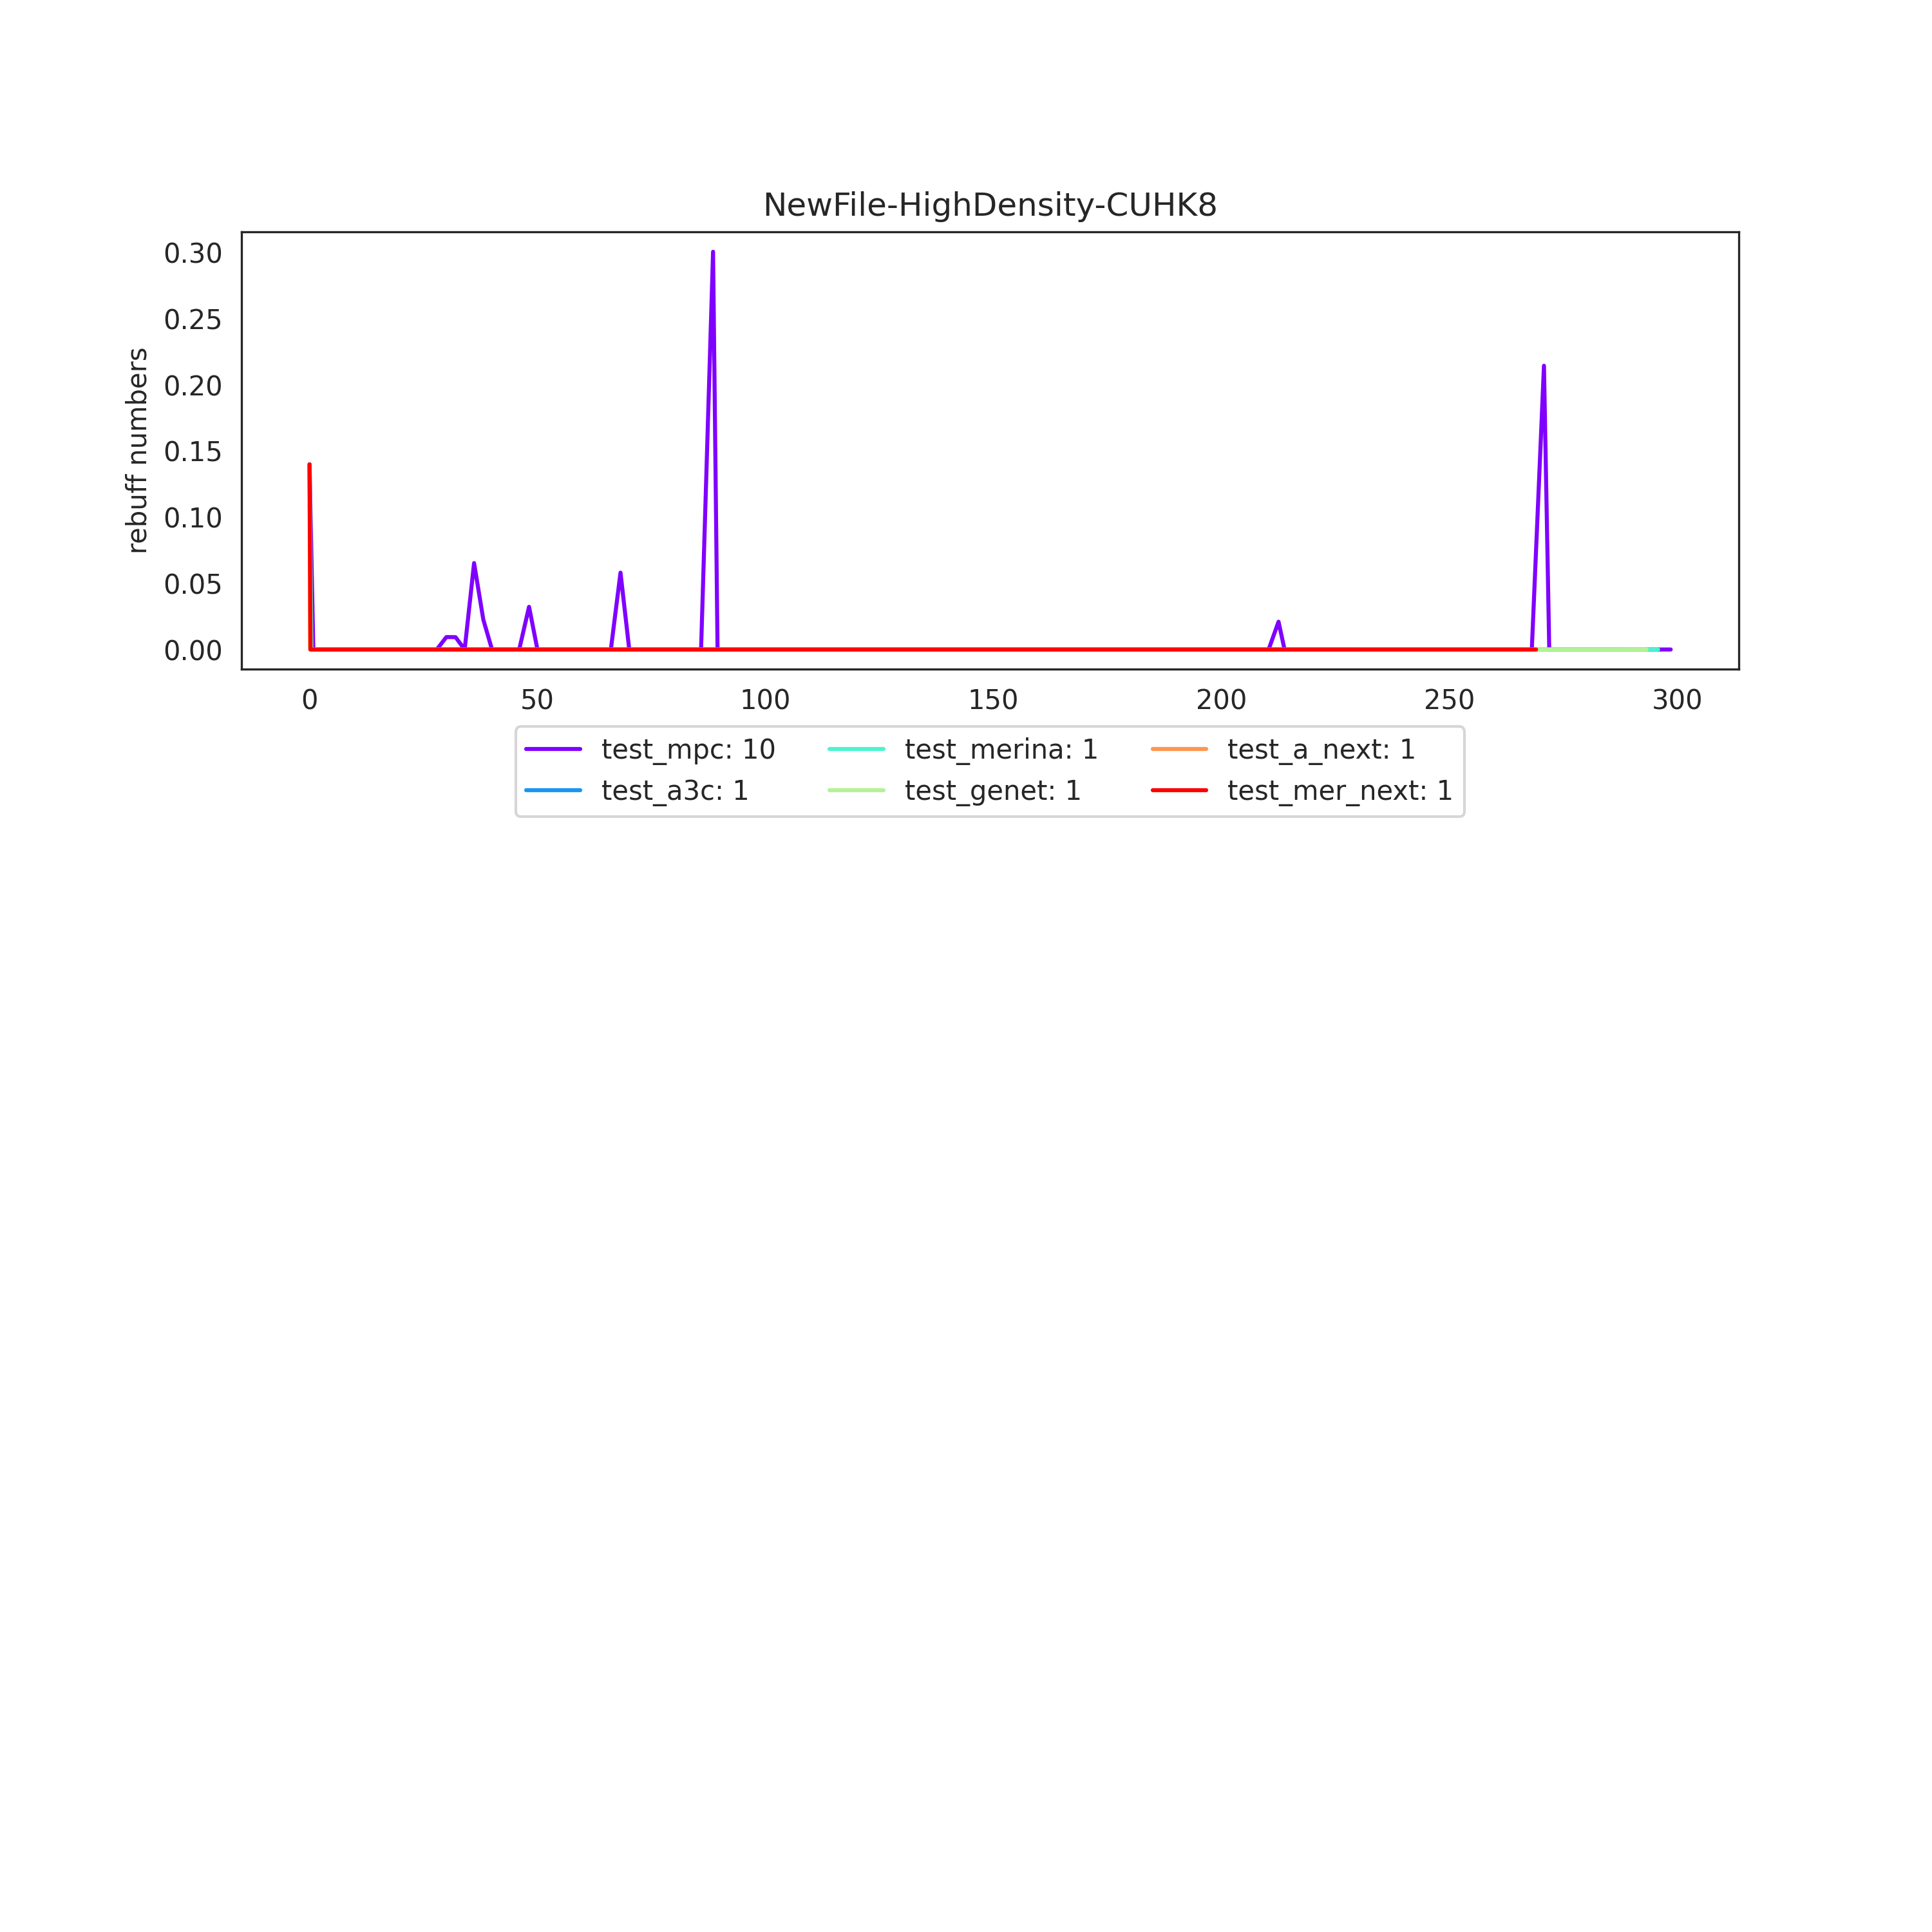 NewFile-HighDensity-CUHK8
0.30
0.25
0.20
0.15
0.10
0.05
0.00
rebuff numbers
0 50 100 150 200 250 300
test_mpc: 10 test_merina: 1 test_a_next: 1
test_a3c: 1 test_genet: 1 test_mer_next: 1